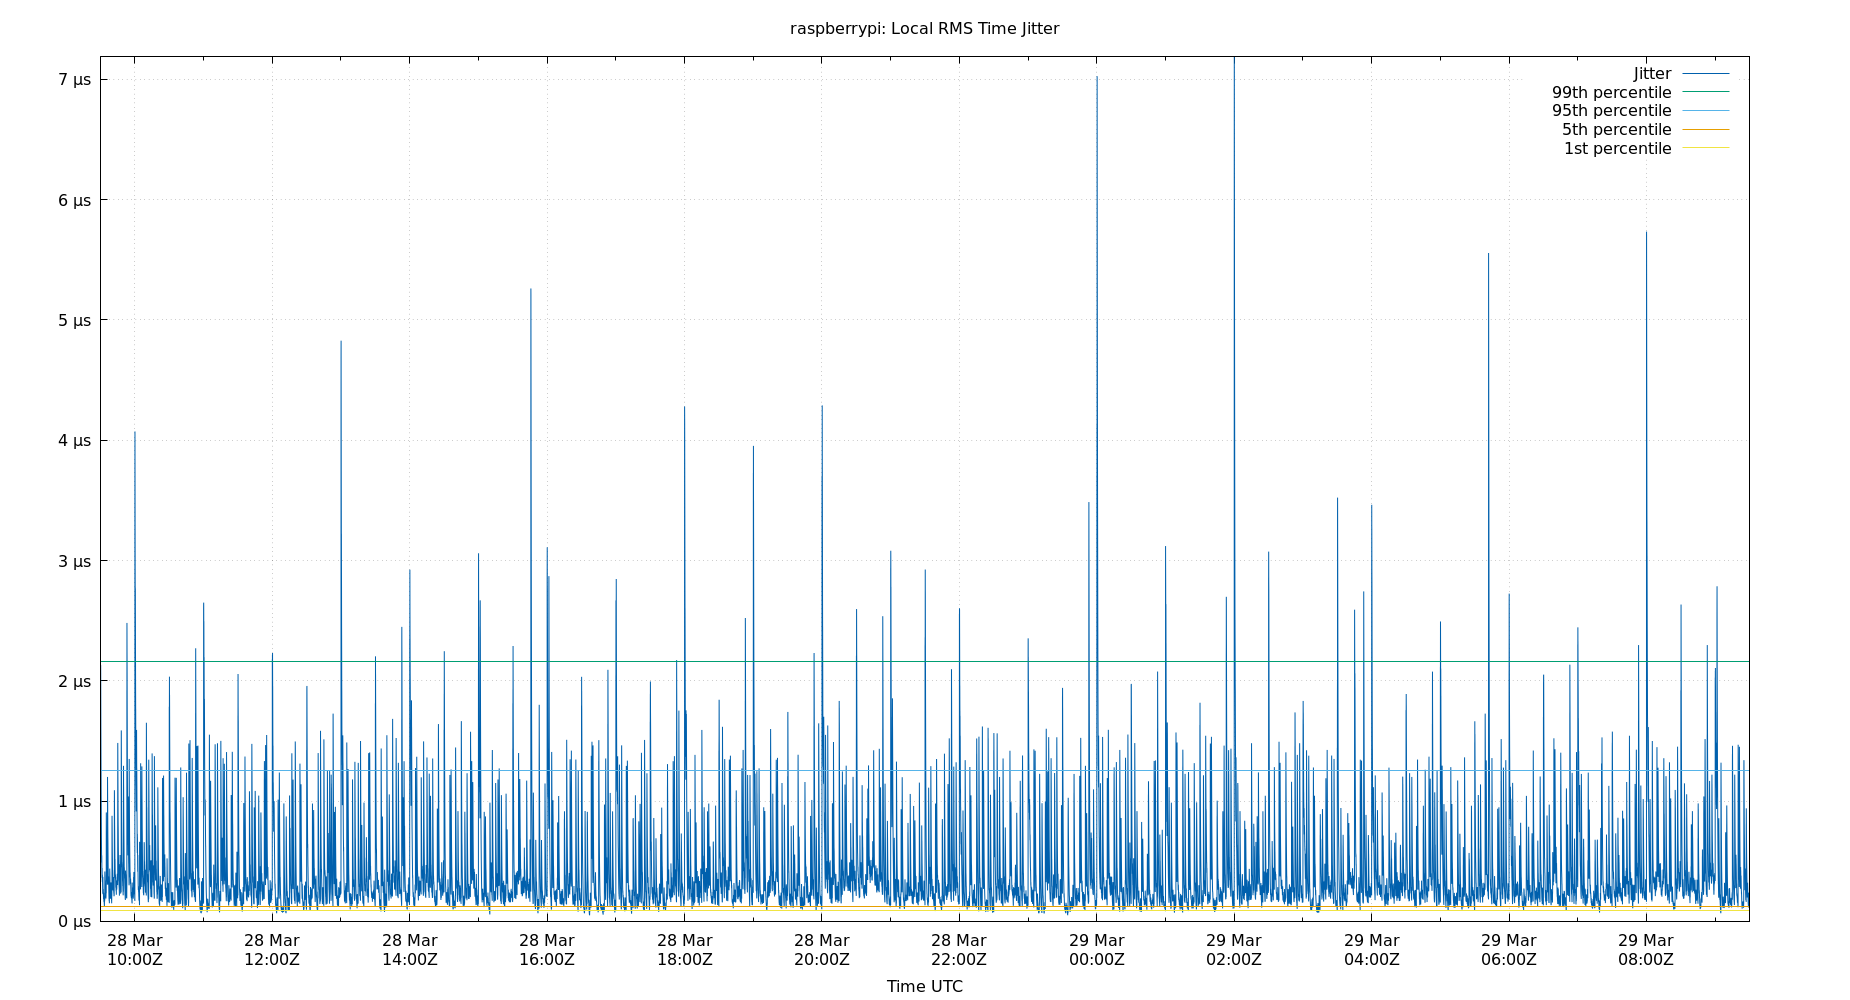 raspberrypi: Local RMS Time Jitter
Jitter
99th percentile
95th percentile
5th percentile
1st percentile
7 µs
6 µs
5 µs
4 µs
3 µs
2 µs
1 µs
0 µs
28 Mar 28 Mar 28 Mar 28 Mar 28 Mar 28 Mar 28 Mar 29 Mar 29 Mar 29 Mar 29 Mar 29 Mar
10:00Z 12:00Z 14:00Z 16:00Z 18:00Z 20:00Z 22:00Z 00:00Z 02:00Z 04:00Z 06:00Z 08:00Z
Time UTC